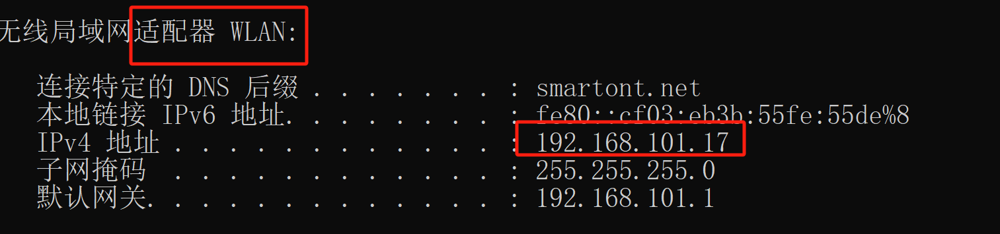 无线局域网适配器 WLAN:
连接特定的 DNS 后缀 . . . . . . . : smartont.net
本地链接 IPv6 地址. . . . . . . . : fe80::cf03:eb3b:55fe:55de%8
IPv4 地址 . . . . . . . . . . . . : 192.168.101.17
子网掩码  . . . . . . . . . . . . : 255.255.255.0
默认网关. . . . . . . . . . . . . : 192.168.101.1